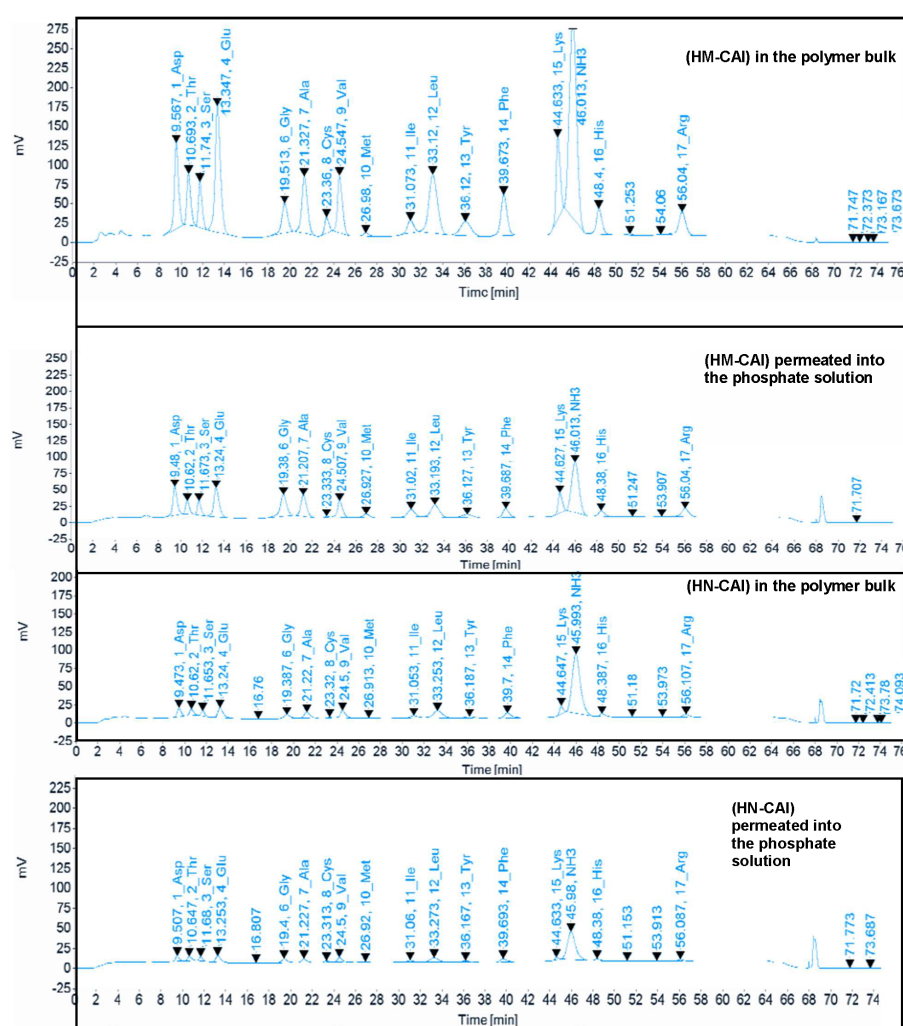 (HM-CAI) in the polymer bulk
mV
275
225
200
175
150
125
100
75
50
25
0
-25
9.567, 1_Asp
10.693, 2_Thr
11.74, 3_Ser
13.347, 4_Glu
19.513, 6_Gly
21.327, 7_Ala
23.36, 8_Cys
24.547, 9_Val
26.98, 10_Met
31.073, 11_Ile
33.12, 12_Leu
36.12, 13_Tyr
39.673, 14_Phe
44.633, 15_Lys
46.013, NH3
48.4, 16_His
51.253
54.06
56.04, 17_Arg
71.747
72.373
73.167
73.673
0 2 4 6 8 10 12 14 16 18 20 22 24 26 28 30 32 34 36 38 40 42 44 46 48 50 52 54 56 58 60 62 64 66 68 70 72 74 76
Time [min]
(HM-CAI) permeated into
the phosphate solution
mV
250
225
200
175
150
125
100
75
50
25
0
-25
9.48, 1_Asp
10.62, 2_Thr
11.673, 3_Ser
13.24, 4_Glu
19.38, 6_Gly
21.207, 7_Ala
23.333, 8_Cys
24.507, 9_Val
26.927, 10_Met
31.02, 11_Ile
33.193, 12_Leu
36.127, 13_Tyr
39.687, 14_Phe
44.627, 15_Lys
46.013, NH3
48.38, 16_His
51.247
53.907
56.04, 17_Arg
71.707
0 2 4 6 8 10 12 14 16 18 20 22 24 26 28 30 32 34 36 38 40 42 44 46 48 50 52 54 56 58 60 62 64 66 68 70 72 74 76
Time [min]
(HN-CAI) in the polymer bulk
mV
200
175
150
125
100
75
50
25
0
-25
9.473, 1_Asp
10.62, 2_Thr
11.653, 3_Ser
13.24, 4_Glu
16.76
19.387, 6_Gly
21.22, 7_Ala
23.32, 8_Cys
24.5, 9_Val
26.913, 10_Met
31.053, 11_Ile
33.253, 12_Leu
36.187, 13_Tyr
39.7, 14_Phe
44.647, 15_Lys
45.993, NH3
48.387, 16_His
51.18
53.973
56.107, 17_Arg
71.72
72.413
73.78
74.093
0 2 4 6 8 10 12 14 16 18 20 22 24 26 28 30 32 34 36 38 40 42 44 46 48 50 52 54 56 58 60 62 64 66 68 70 72 74 76
Time [min]
(HN-CAI)
permeated into
the phosphate
solution
mV
225
200
175
150
125
100
75
50
25
0
-25
9.507, 1_Asp
10.647, 2_Thr
11.68, 3_Ser
13.253, 4_Glu
16.807
19.4, 6_Gly
21.227, 7_Ala
23.313, 8_Cys
24.5, 9_Val
26.92, 10_Met
31.06, 11_Ile
33.273, 12_Leu
36.167, 13_Tyr
39.693, 14_Phe
44.633, 15_Lys
45.98, NH3
48.38, 16_His
51.153
53.913
56.087, 17_Arg
71.773
73.687
0 2 4 6 8 10 12 14 16 18 20 22 24 26 28 30 32 34 36 38 40 42 44 46 48 50 52 54 56 58 60 62 64 66 68 70 72 74
Time [min]